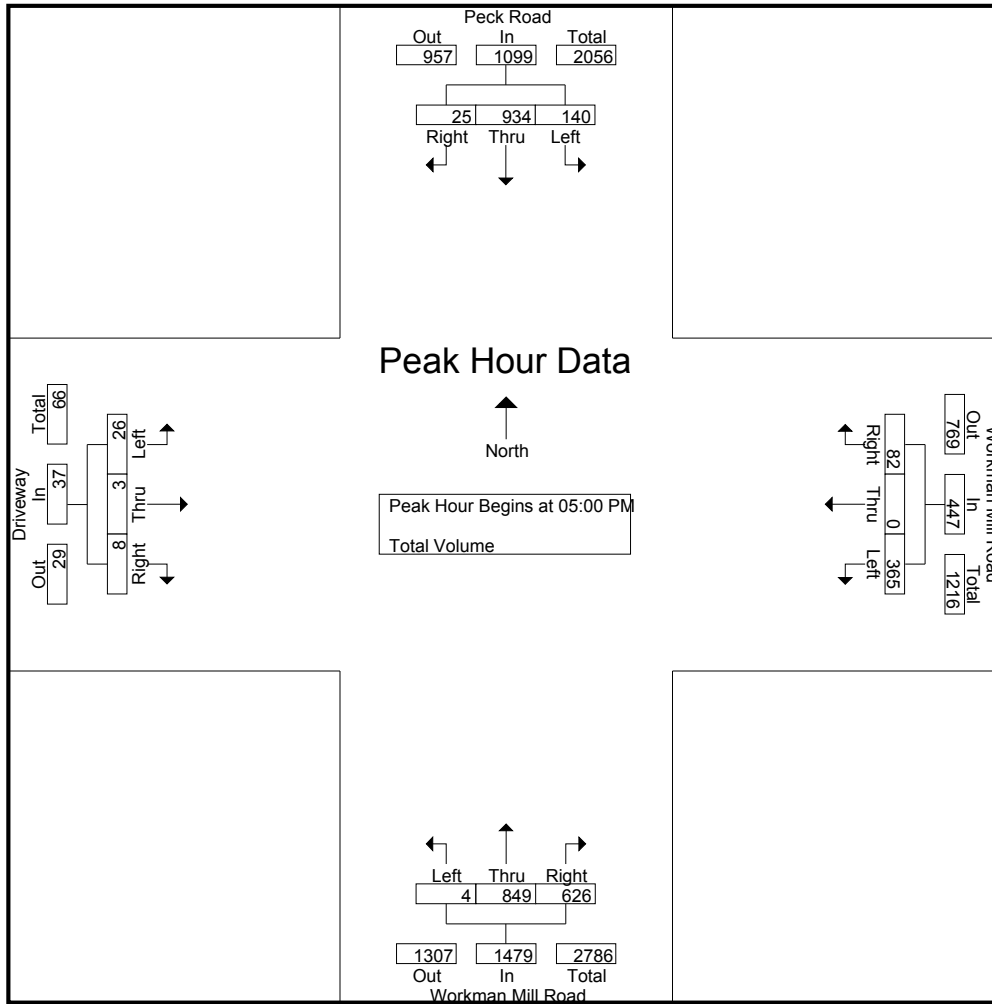 Peck Road
Out In Total
957 1099 2056
25 934 140
Right Thru Left
Peak Hour Data
North
Peak Hour Begins at 05:00 PM
Total Volume
Driveway
Out In Total
29 37 66
8 3 26
Right Thru Left
Workman Mill Road
Out In Total
769 447 1216
82 0 365
Right Thru Left
Left Thru Right
4 849 626
1307 1479 2786
Out In Total
Workman Mill Road